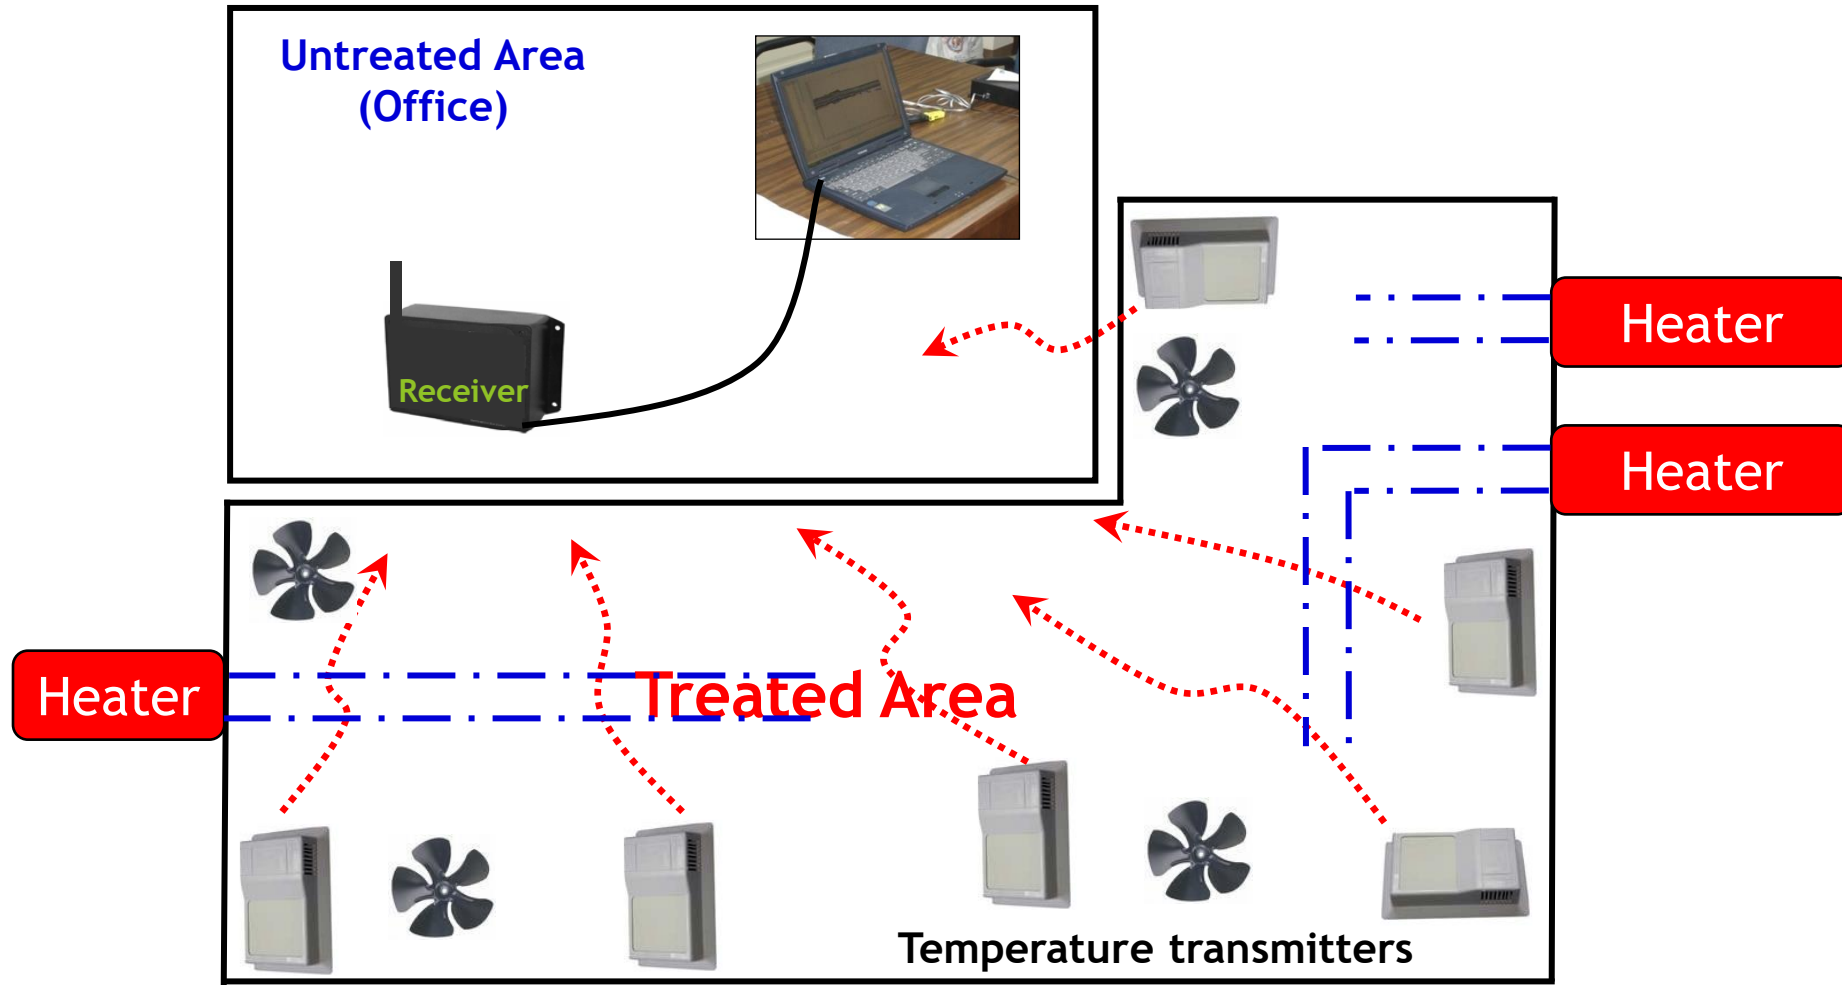 Untreated Area
(Office)
Receiver
Heater
Heater
Heater
Treated Area
Temperature transmitters